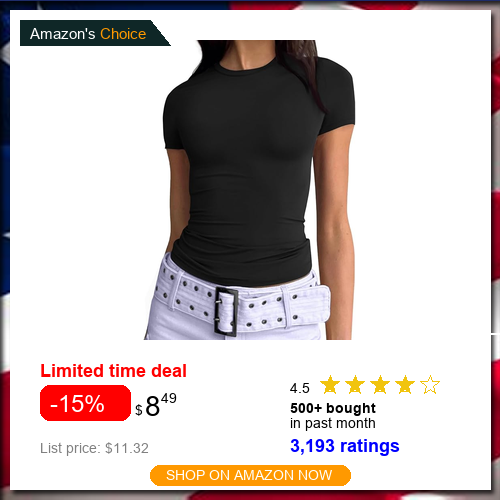 Amazon's Choice
Limited time deal
-15% $8 49
List price: $11.32
4.5
500+ bought
in past month
3,193 ratings
SHOP ON AMAZON NOW